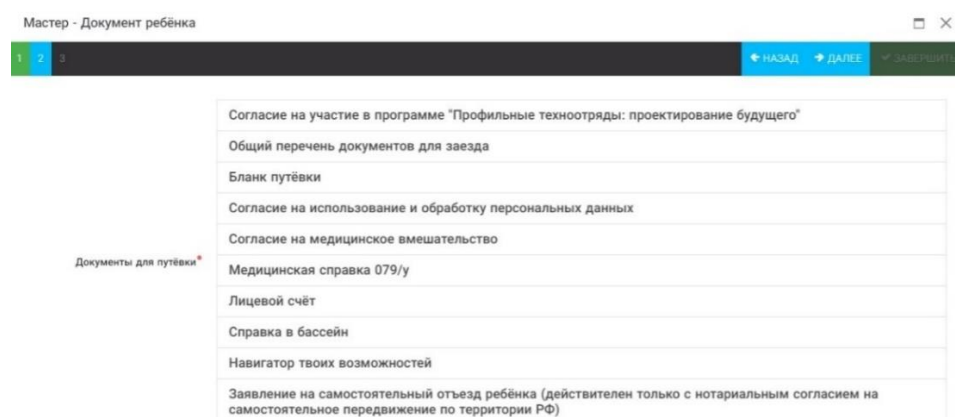 Мастер - Документ ребёнка
1 2 3 НАЗАД ДАЛЕЕ ЗАВЕРШИТЬ
Согласие на участие в программе "Профильные техноотряды: проектирование будущего"
Общий перечень документов для заезда
Бланк путёвки
Согласие на использование и обработку персональных данных
Согласие на медицинское вмешательство
Документы для путёвки*
Медицинская справка 079/у
Лицевой счёт
Справка в бассейн
Навигатор твоих возможностей
Заявление на самостоятельный отъезд ребёнка (действителен только с нотариальным согласием на
самостоятельное передвижение по территории РФ)